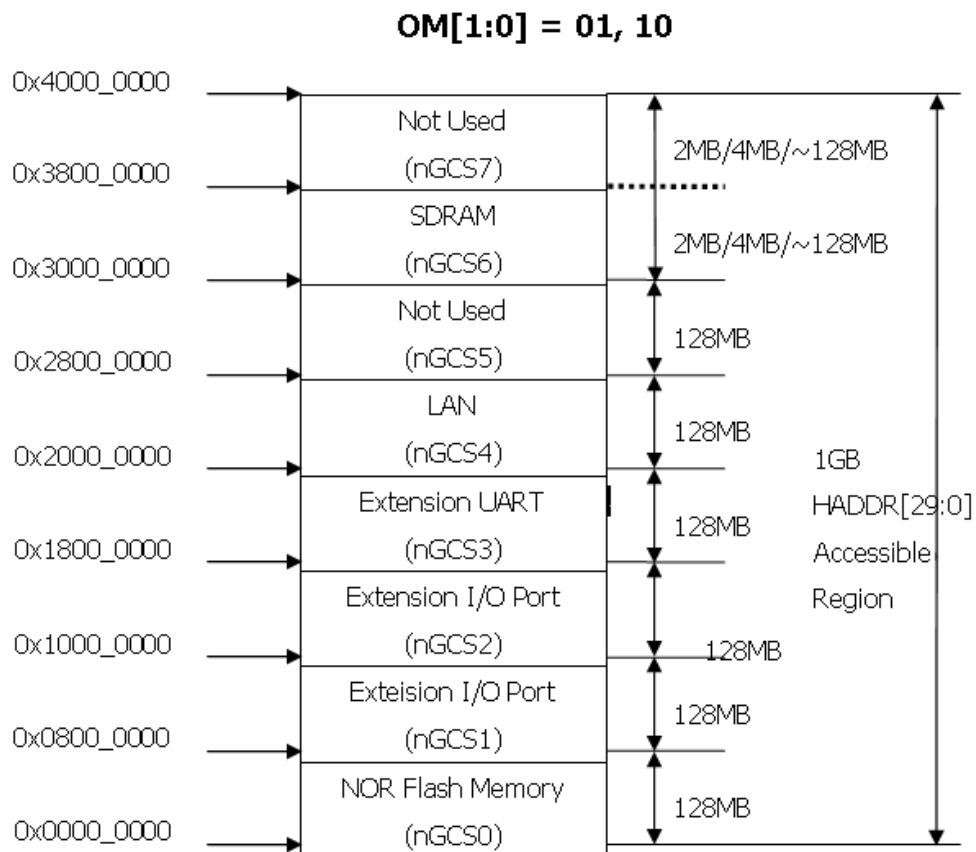 OM[1:0] = 01, 10
0x4000_0000
Not Used
(nGCS7)
2MB/4MB/~128MB
0x3800_0000
SDRAM
(nGCS6)
2MB/4MB/~128MB
0x3000_0000
Not Used
(nGCS5)
128MB
0x2800_0000
LAN
(nGCS4)
128MB
0x2000_0000
Extension UART
(nGCS3)
128MB
0x1800_0000
Extension I/O Port
(nGCS2)
128MB
0x1000_0000
Exteision I/O Port
(nGCS1)
128MB
0x0800_0000
NOR Flash Memory
(nGCS0)
128MB
0x0000_0000
1GB
HADDR[29:0]
Accessible
Region